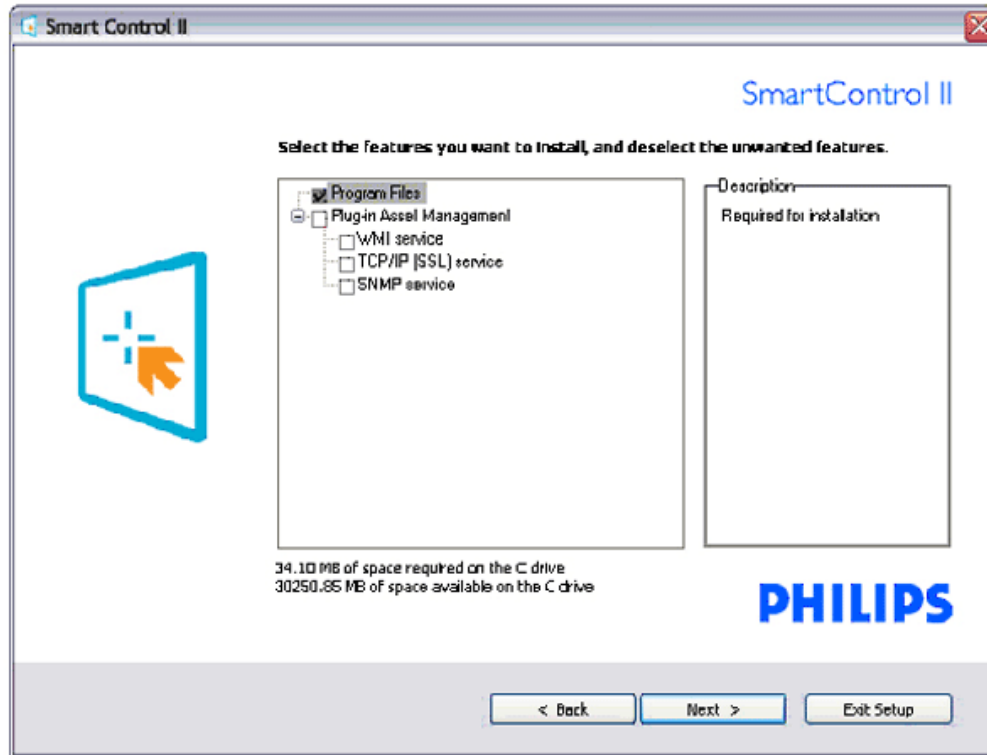 Smart Control II
SmartControl II
Select the features you want to install, and deselect the unwanted features.
Program Files
Plug-in Asset Management
WMI service
TCP/IP (SSL) service
SNMP service
Description
Required for installation
34.10 MB of space required on the C drive
30250.85 MB of space available on the C drive
PHILIPS
< Back
Next >
Exit Setup